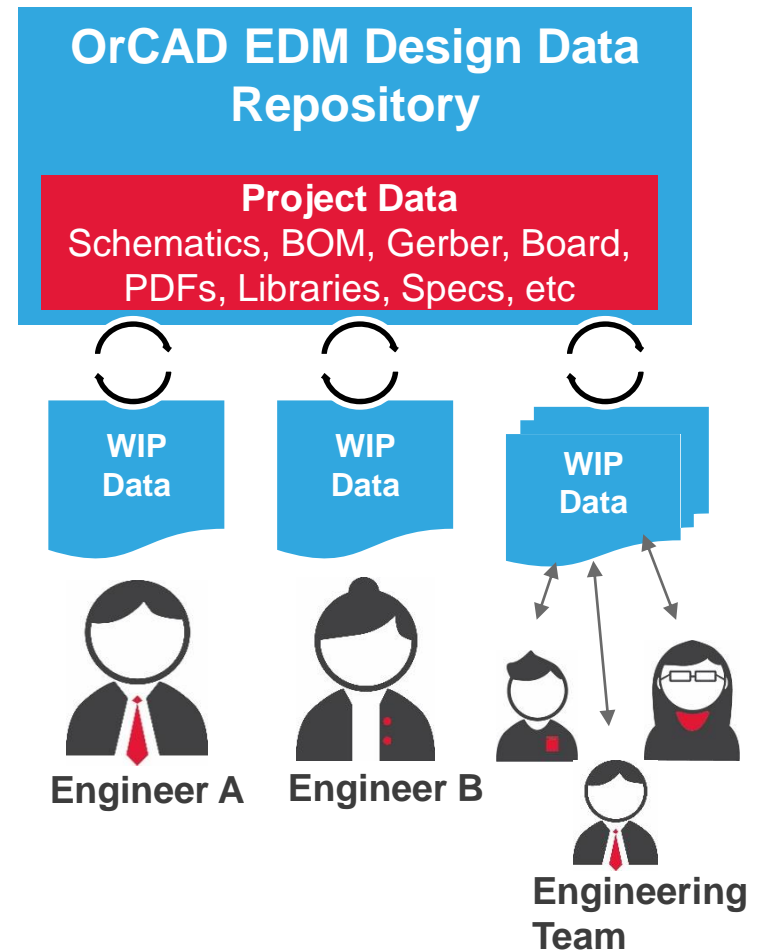 OrCAD EDM Design Data
Repository
Project Data
Schematics, BOM, Gerber, Board,
PDFs, Libraries, Specs, etc
WIP
Data
WIP
Data
WIP
Data
Engineer A
Engineer B
Engineering
Team